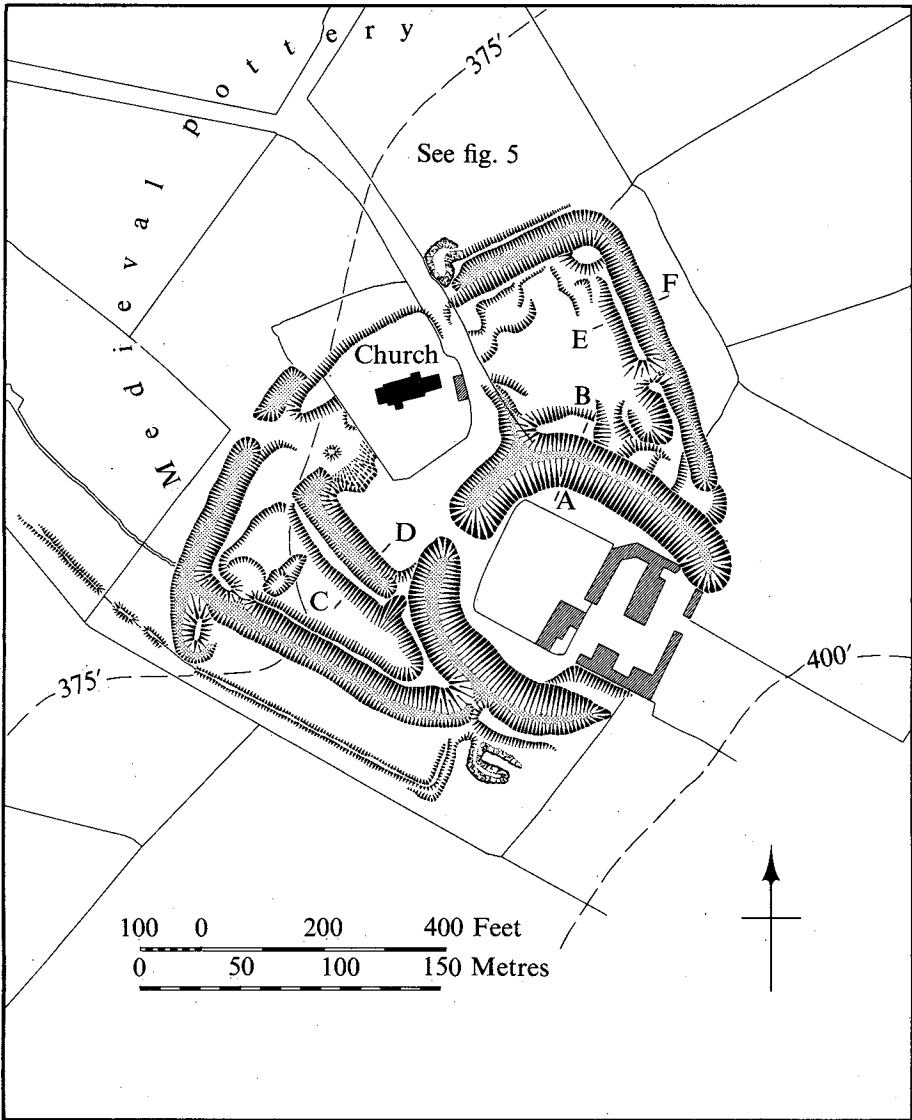 Medieval pottery
375'
See fig. 5
F
E
Church
B
A
D
C
400'
375'
100 0 200 400 Feet
0 50 100 150 Metres